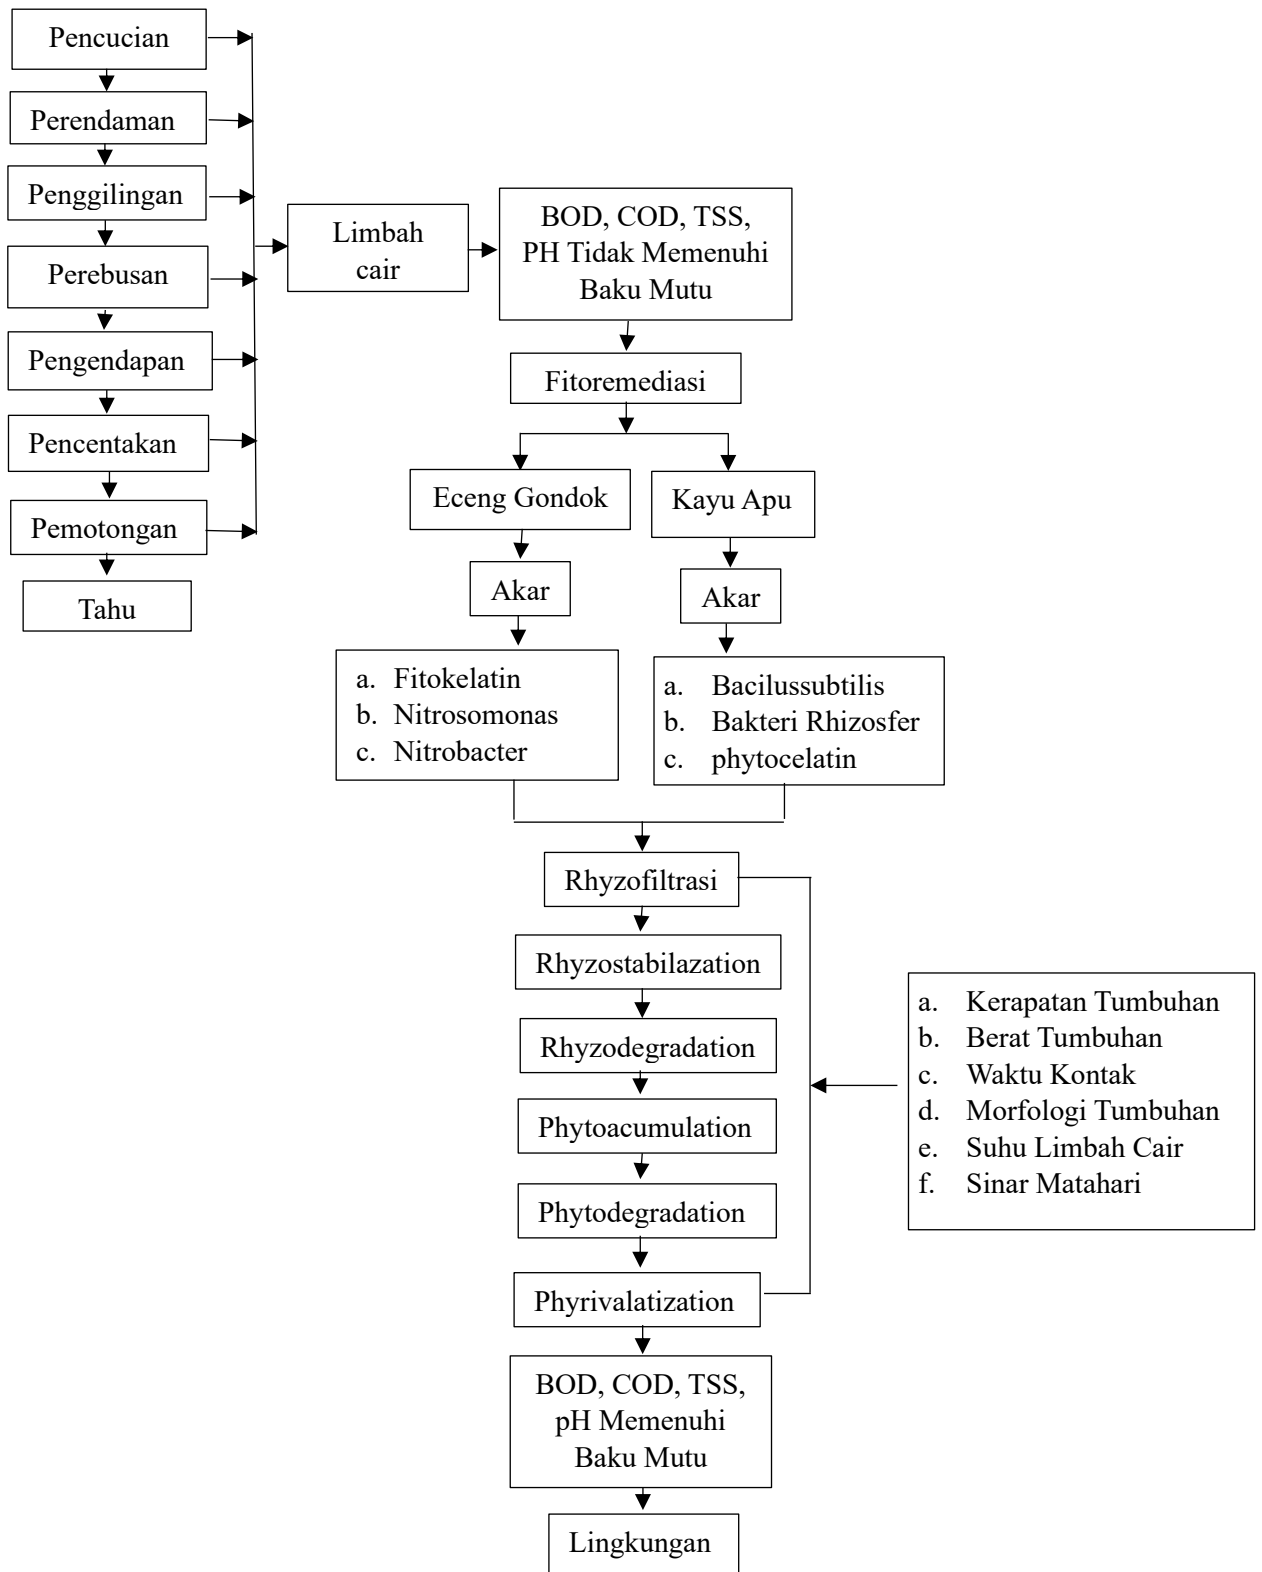 Pencucian
Perendaman
Penggilingan
Perebusan
Pengendapan
Pencentakan
Pemotongan
Tahu
Limbah
cair
BOD, COD, TSS,
PH Tidak Memenuhi
Baku Mutu
Fitoremediasi
Eceng Gondok
Kayu Apu
Akar
Akar
a. Fitokelatin
b. Nitrosomonas
c. Nitrobacter
a. Bacilussubtilis
b. Bakteri Rhizosfer
c. phytocelatin
Rhyzofiltrasi
Rhyzostabilazation
Rhyzodegradation
Phytoacumulation
Phytodegradation
Phyrivalatization
a. Kerapatan Tumbuhan
b. Berat Tumbuhan
c. Waktu Kontak
d. Morfologi Tumbuhan
e. Suhu Limbah Cair
f. Sinar Matahari
BOD, COD, TSS,
pH Memenuhi
Baku Mutu
Lingkungan